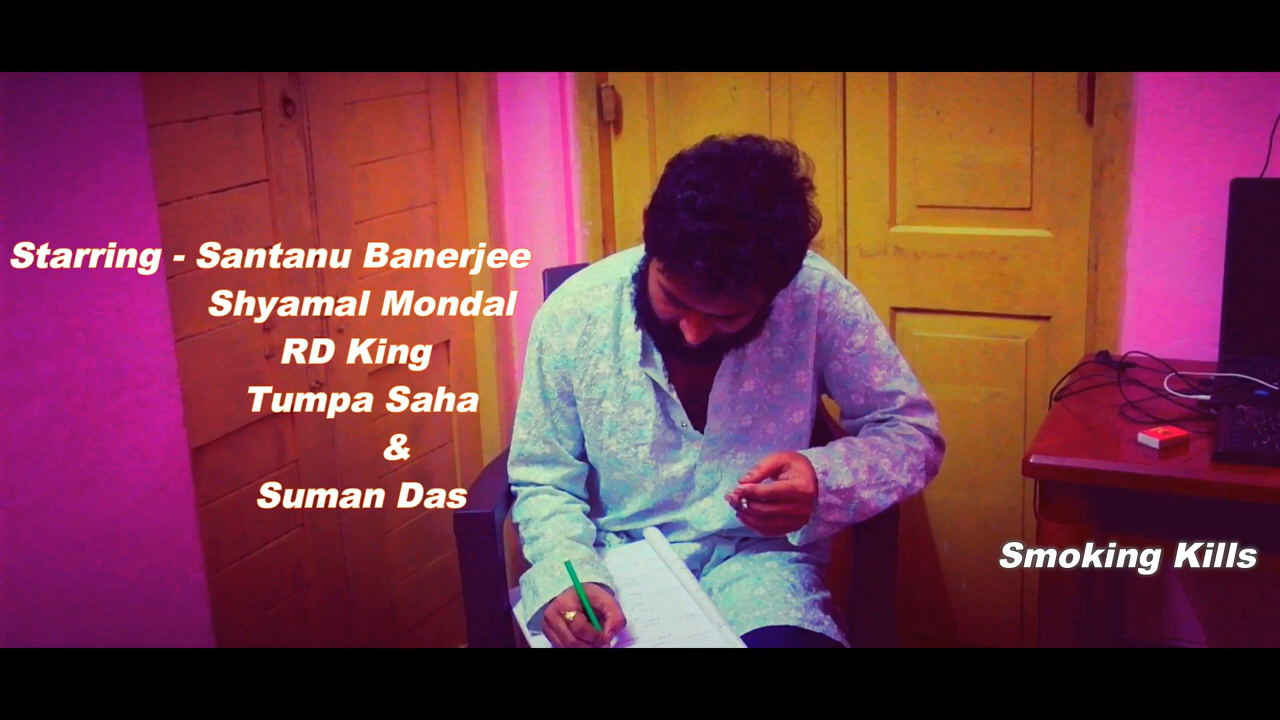 Starring - Santanu Banerjee
Shyamal Mondal
RD King
Tumpa Saha
&
Suman Das
Smoking Kills